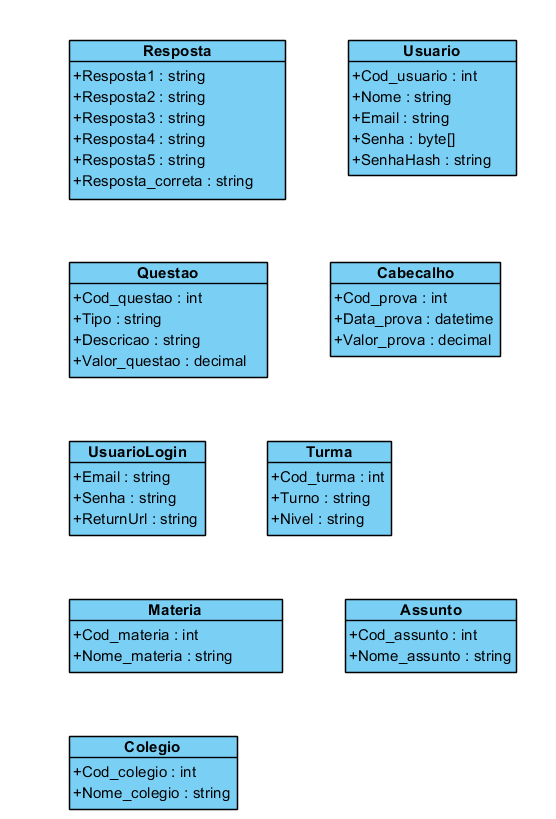 Resposta
+Resposta1 : string
+Resposta2 : string
+Resposta3 : string
+Resposta4 : string
+Resposta5 : string
+Resposta_correta : string
Usuario
+Cod_usuario : int
+Nome : string
+Email : string
+Senha : byte[]
+SenhaHash : string
Questao
+Cod_questao : int
+Tipo : string
+Descricao : string
+Valor_questao : decimal
Cabecalho
+Cod_prova : int
+Data_prova : datetime
+Valor_prova : decimal
UsuarioLogin
+Email : string
+Senha : string
+ReturnUrl : string
Turma
+Cod_turma : int
+Turno : string
+Nivel : string
Materia
+Cod_materia : int
+Nome_materia : string
Assunto
+Cod_assunto : int
+Nome_assunto : string
Colegio
+Cod_colegio : int
+Nome_colegio : string